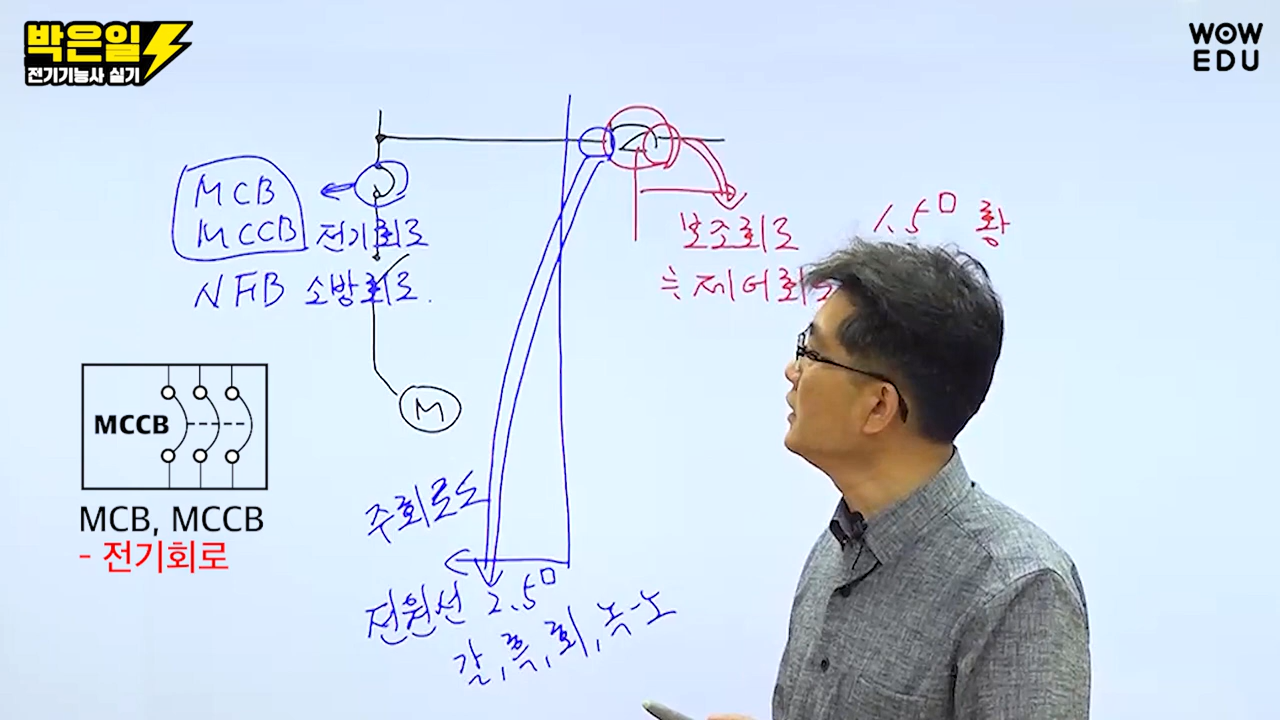 박은일
전기기능사 실기
WOW
EDU
MCB
MCCB 전기회로
NFB 소방회로.
보조회로 1.5□ 황
≒ 제어회로
M
MCCB
MCB, MCCB
- 전기회로
주회로도
전원선 2.5□
갈, 흑, 회, 녹-노